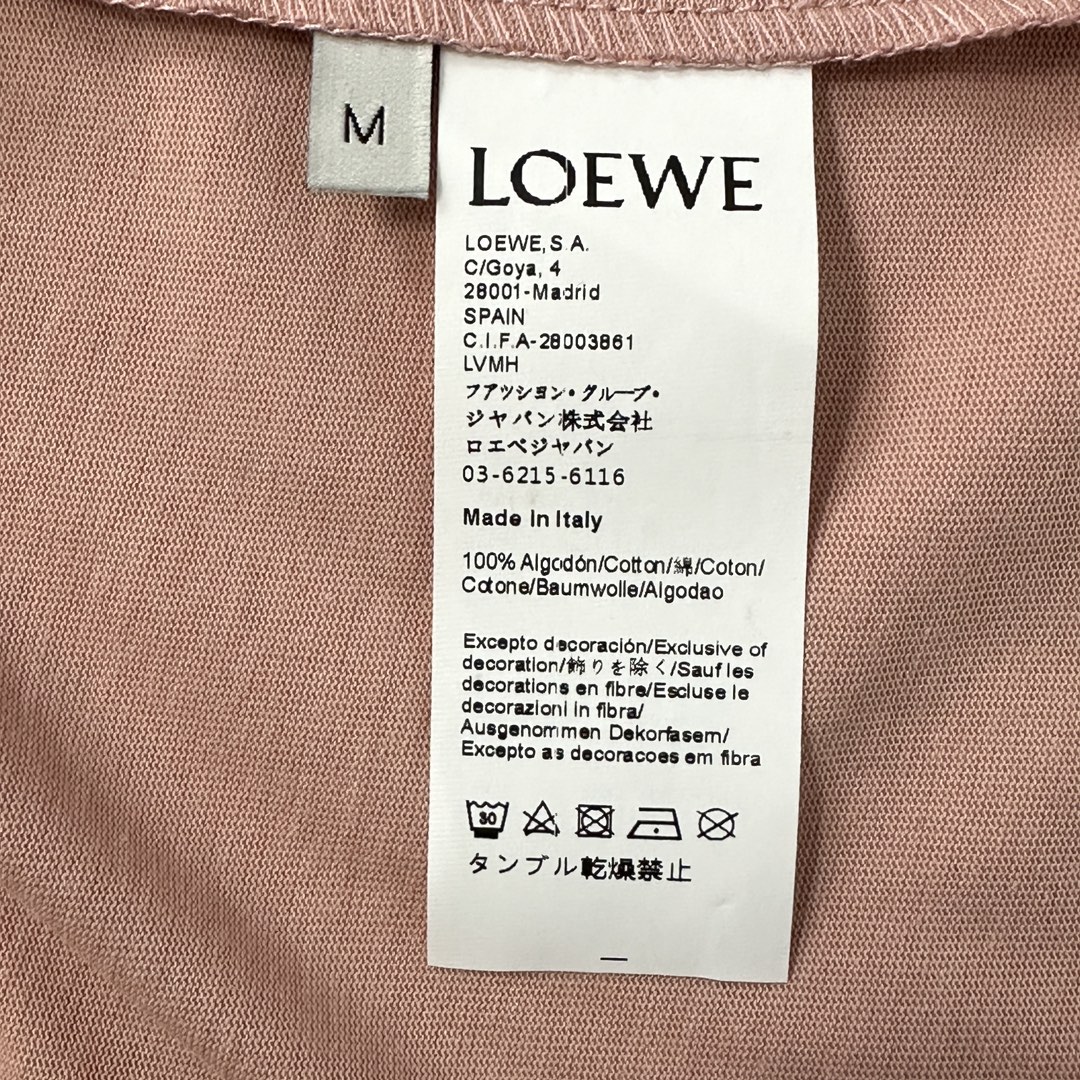 M
LOEWE
LOEWE, S.A.
C/Goya, 4
28001-Madrid
SPAIN
C.I.F.A-28003861
LVMH
ファッション・グループ・
ジャパン株式会社
ロエベジャパン
03-6215-6116
Made In Italy
100% Algodón/Cotton/綿/Coton/
Cotone/Baumwolle/Algodao
Excepto decoración/Exclusive of
decoration/飾りを除く/Sauf les
decorations en fibre/Escluse le
decorazioni in fibra/
Ausgenommen Dekorfasern/
Excepto as decoracoes em fibra
30
タンブル乾燥禁止